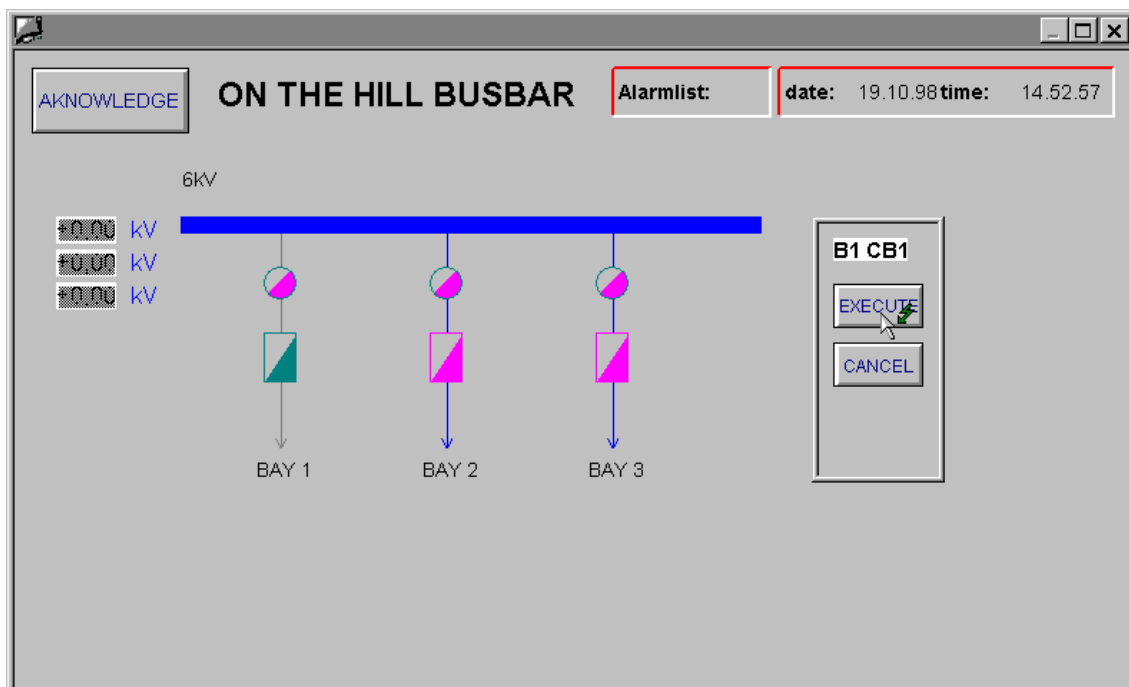 AKNOWLEDGE
ON THE HILL BUSBAR
Alarmlist:
date: 19.10.98 time: 14.52.57
6kV
+0.00 kV
+0.00 kV
+0.00 kV
B1 CB1
EXECUTE
CANCEL
BAY 1 BAY 2 BAY 3